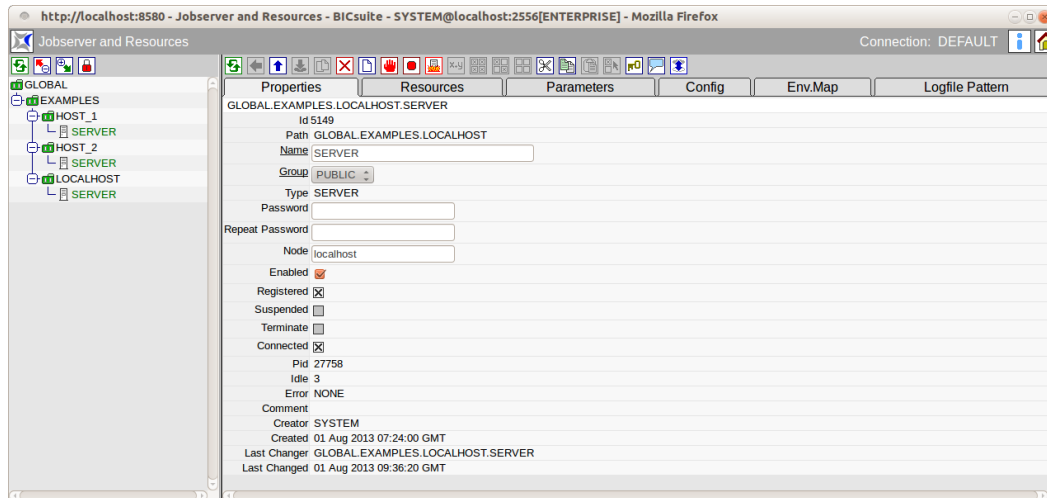 http://localhost:8580 - Jobserver and Resources - BICsuite - SYSTEM@localhost:2556[ENTERPRISE] - Mozilla Firefox
Jobserver and Resources
Connection: DEFAULT
GLOBAL
EXAMPLES
HOST_1
SERVER
HOST_2
SERVER
LOCALHOST
SERVER
Properties Resources Parameters Config Env.Map Logfile Pattern
GLOBAL.EXAMPLES.LOCALHOST.SERVER
Id 5149
Path GLOBAL.EXAMPLES.LOCALHOST
Name SERVER
Group PUBLIC
Type SERVER
Password
Repeat Password
Node localhost
Enabled
Registered
Suspended
Terminate
Connected
Pid 27758
Idle 3
Error NONE
Comment
Creator SYSTEM
Created 01 Aug 2013 07:24:00 GMT
Last Changer GLOBAL.EXAMPLES.LOCALHOST.SERVER
Last Changed 01 Aug 2013 09:36:20 GMT